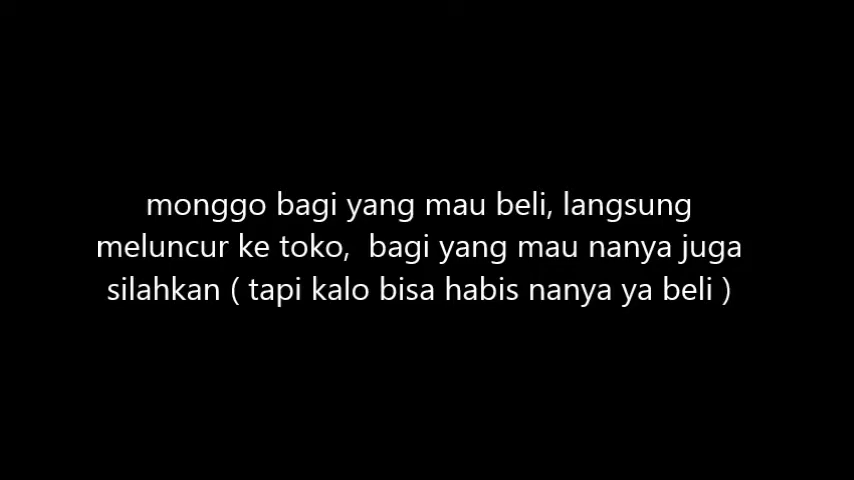 monggo bagi yang mau beli, langsung
meluncur ke toko,  bagi yang mau nanya juga
silahkan ( tapi kalo bisa habis nanya ya beli )